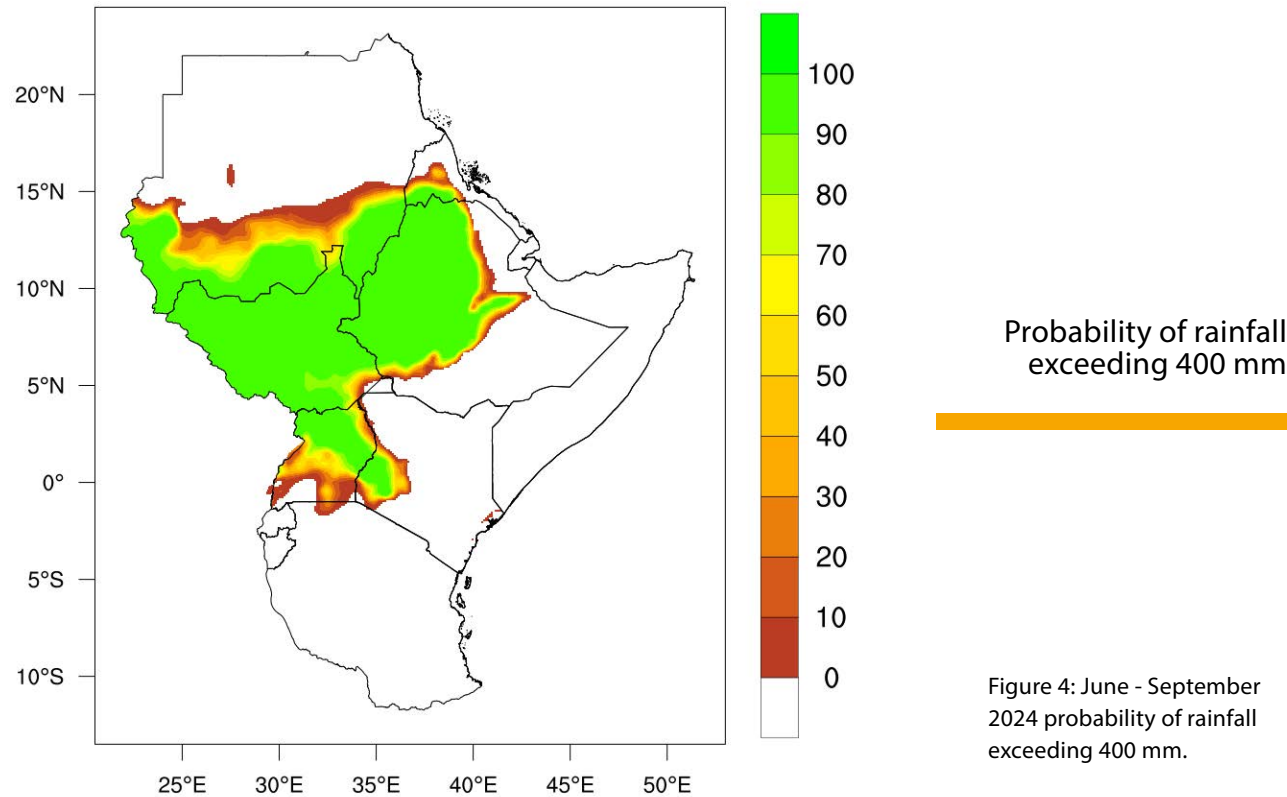 20°N
15°N
10°N
5°N
0°
5°S
10°S
25°E 30°E 35°E 40°E 45°E 50°E
100
90
80
70
60
50
40
30
20
10
0
Probability of rainfall
exceeding 400 mm
Figure 4: June - September
2024 probability of rainfall
exceeding 400 mm.